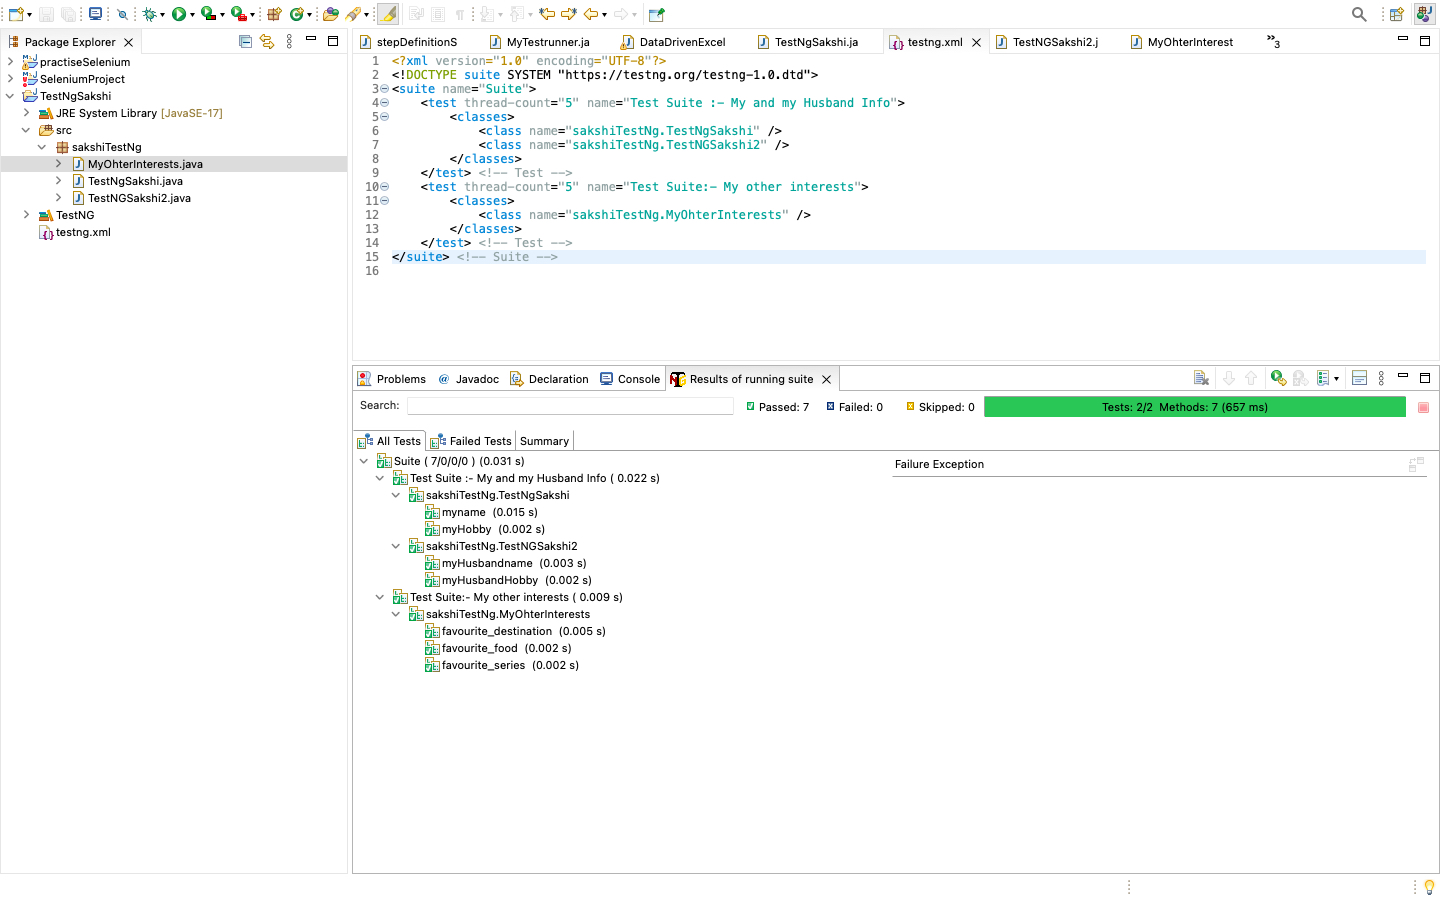 Package Explorer
practiseSelenium
SeleniumProject
TestNgSakshi
JRE System Library [JavaSE-17]
src
sakshiTestNg
MyOhterInterests.java
TestNgSakshi.java
TestNGSakshi2.java
TestNG
testng.xml
stepDefinitionS MyTestrunner.ja DataDrivenExcel TestNgSakshi.ja testng.xml TestNGSakshi2.j MyOhterInterest »3
1 <?xml version="1.0" encoding="UTF-8"?>
2 <!DOCTYPE suite SYSTEM "https://testng.org/testng-1.0.dtd">
3 <suite name="Suite">
4 <test thread-count="5" name="Test Suite :- My and my Husband Info">
5 <classes>
6 <class name="sakshiTestNg.TestNgSakshi" />
7 <class name="sakshiTestNg.TestNGSakshi2" />
8 </classes>
9 </test> <!-- Test -->
10 <test thread-count="5" name="Test Suite:- My other interests">
11 <classes>
12 <class name="sakshiTestNg.MyOhterInterests" />
13 </classes>
14 </test> <!-- Test -->
15 </suite> <!-- Suite -->
16
Problems @ Javadoc Declaration Console Results of running suite
Search: Passed: 7 Failed: 0 Skipped: 0 Tests: 2/2 Methods: 7 (657 ms)
All Tests Failed Tests Summary
Suite ( 7/0/0/0 ) (0.031 s)
Test Suite :- My and my Husband Info ( 0.022 s)
sakshiTestNg.TestNgSakshi
myname (0.015 s)
myHobby (0.002 s)
sakshiTestNg.TestNGSakshi2
myHusbandname (0.003 s)
myHusbandHobby (0.002 s)
Test Suite:- My other interests ( 0.009 s)
sakshiTestNg.MyOhterInterests
favourite_destination (0.005 s)
favourite_food (0.002 s)
favourite_series (0.002 s)
Failure Exception